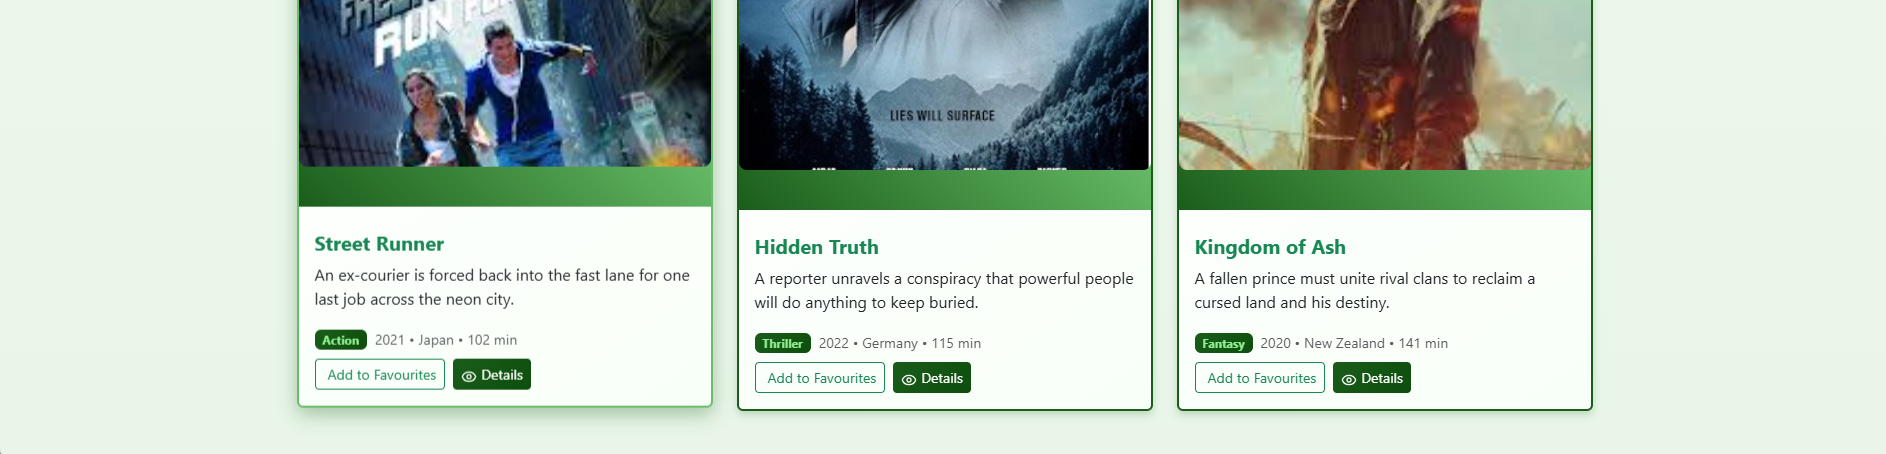 RUN
LIES WILL SURFACE
Street Runner
An ex-courier is forced back into the fast lane for one
last job across the neon city.
Action 2021 • Japan • 102 min
Add to Favourites Details
Hidden Truth
A reporter unravels a conspiracy that powerful people
will do anything to keep buried.
Thriller 2022 • Germany • 115 min
Add to Favourites Details
Kingdom of Ash
A fallen prince must unite rival clans to reclaim a
cursed land and his destiny.
Fantasy 2020 • New Zealand • 141 min
Add to Favourites Details